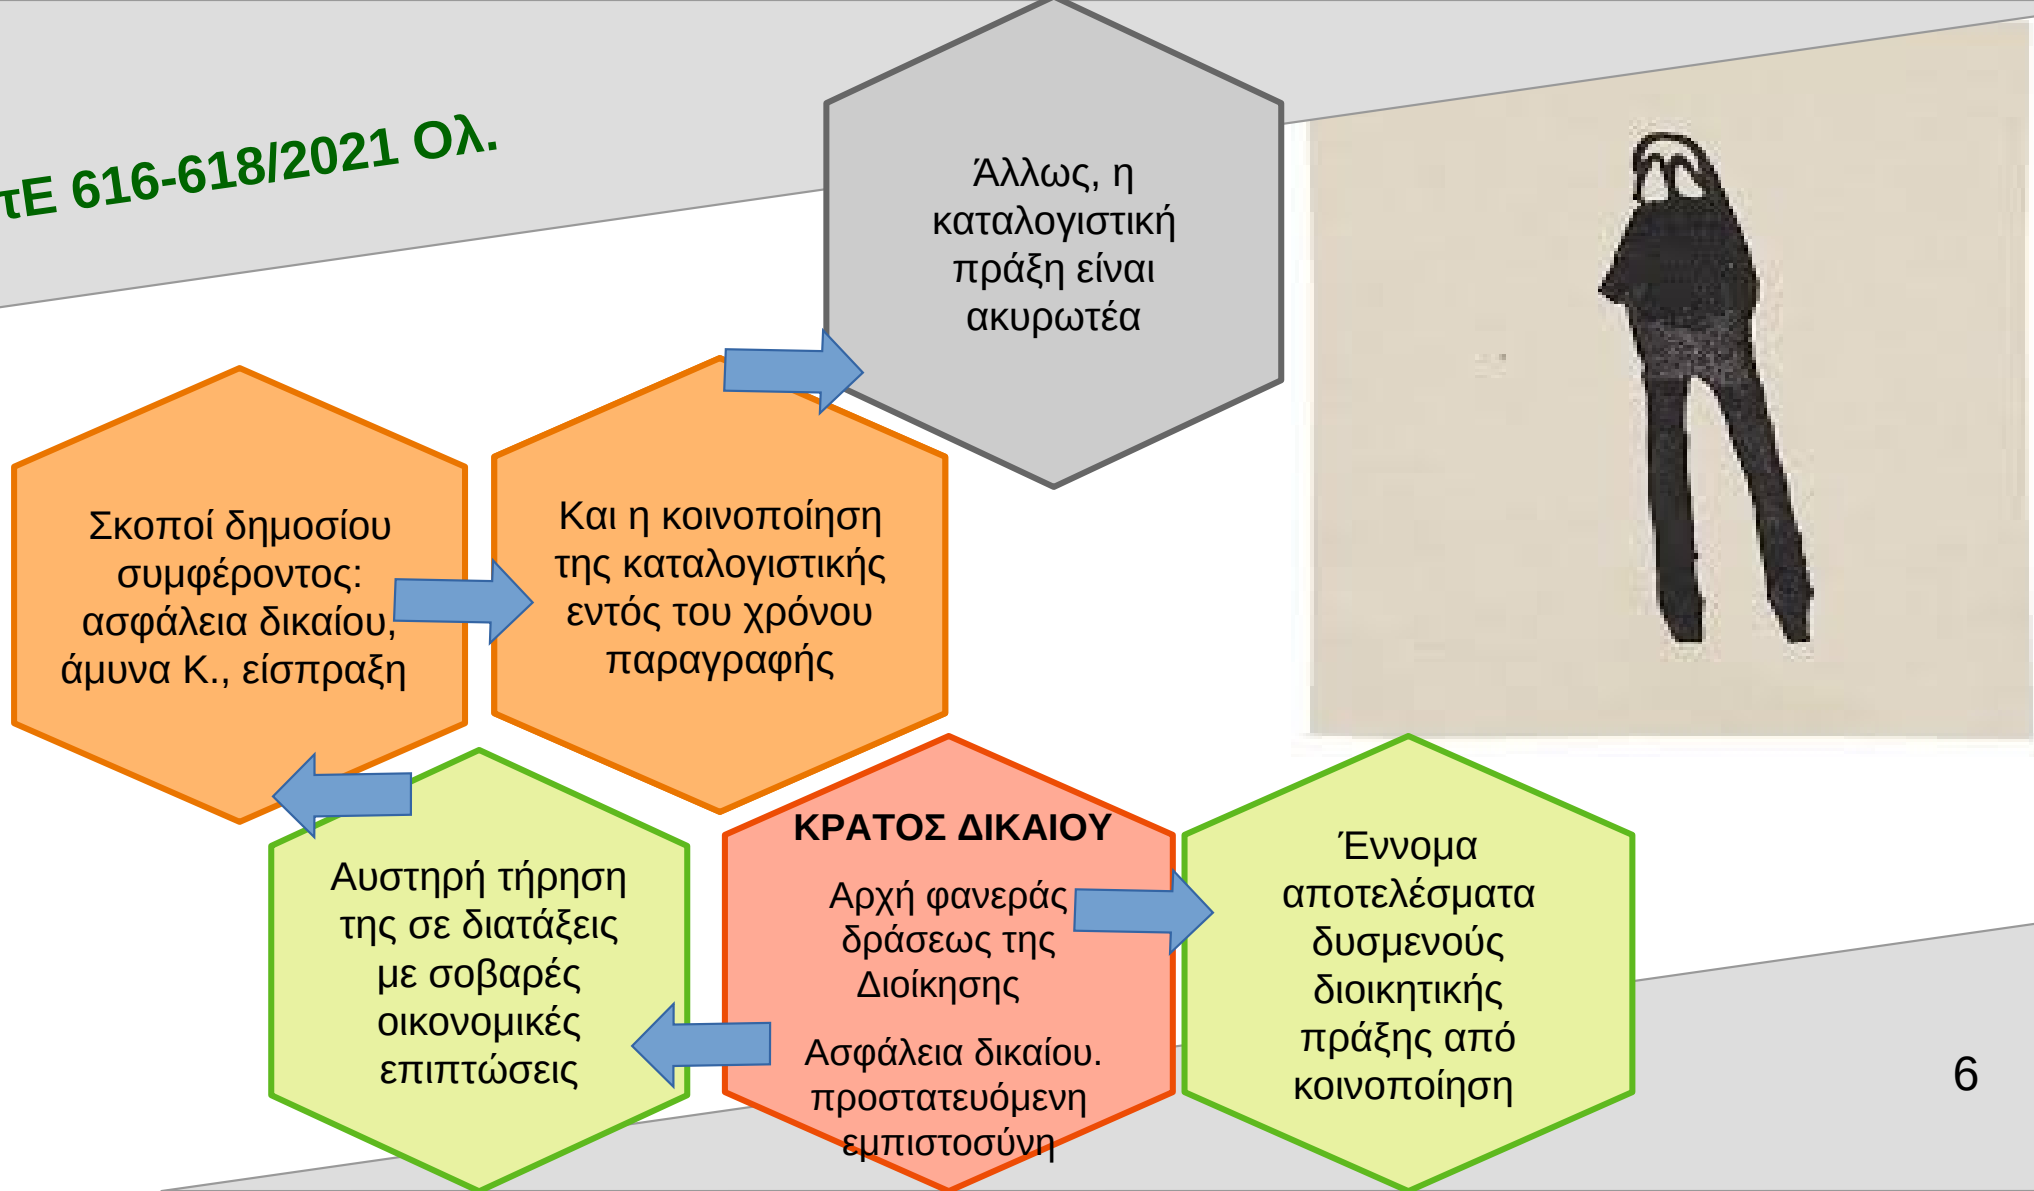 τΕ 616-618/2021 Ολ.
Άλλως, η
καταλογιστική
πράξη είναι
ακυρωτέα
Σκοποί δημοσίου
συμφέροντος:
ασφάλεια δικαίου,
άμυνα Κ., είσπραξη
Και η κοινοποίηση
της καταλογιστικής
εντός του χρόνου
παραγραφής
Αυστηρή τήρηση
της σε διατάξεις
με σοβαρές
οικονομικές
επιπτώσεις
ΚΡΑΤΟΣ ΔΙΚΑΙΟΥ
Αρχή φανεράς
δράσεως της
Διοίκησης
Ασφάλεια δικαίου.
προστατευόμενη
εμπιστοσύνη
Έννομα
αποτελέσματα
δυσμενούς
διοικητικής
πράξης από
κοινοποίηση
6